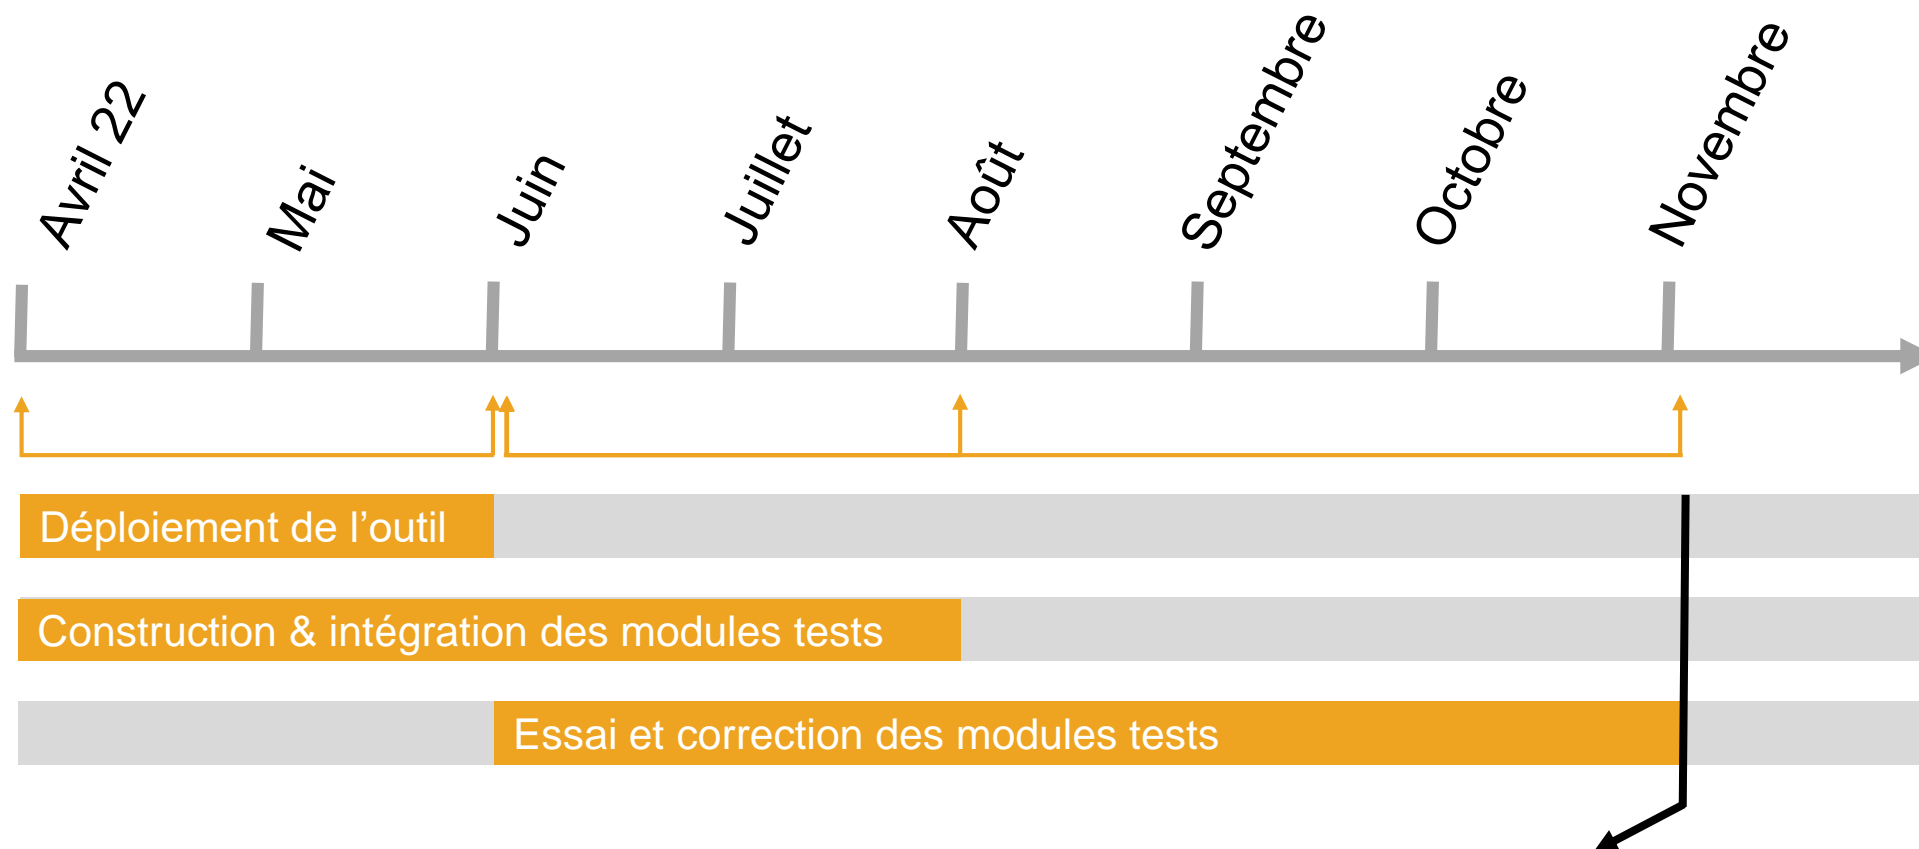 Avril 22
Mai
Juin
Juillet
Août
Septembre
Octobre
Novembre
Déploiement de l’outil
Construction & intégration des modules tests
Essai et correction des modules tests